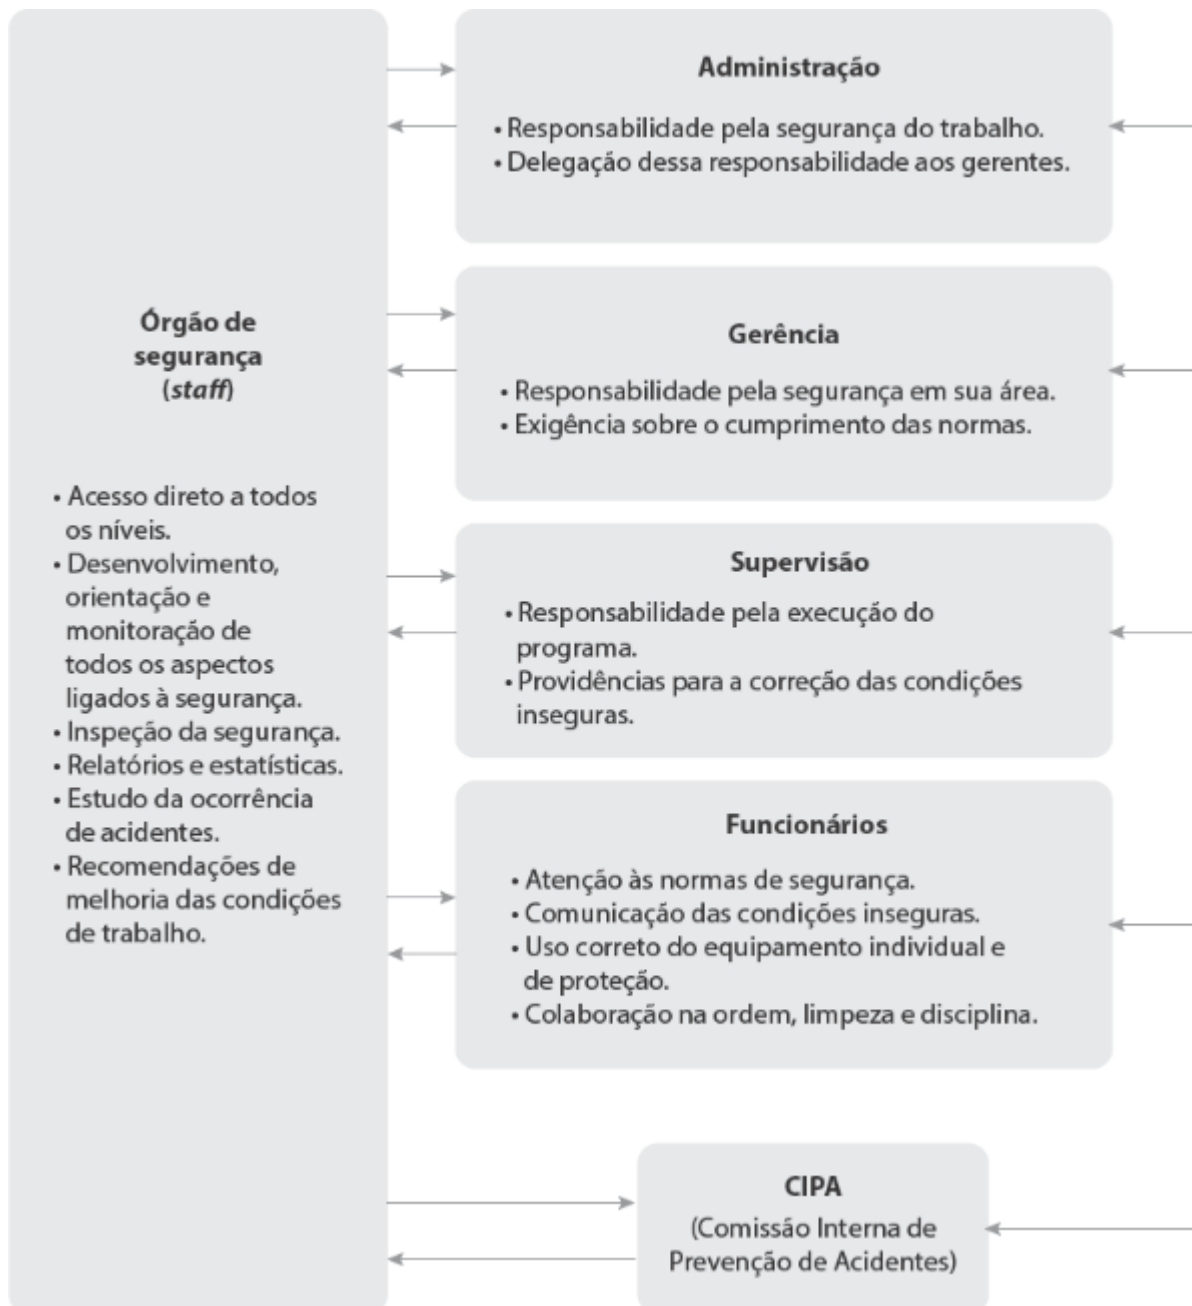 Órgão de
segurança
(staff)
• Acesso direto a todos
os níveis.
• Desenvolvimento,
orientação e
monitoração de
todos os aspectos
ligados à segurança.
• Inspeção da segurança.
• Relatórios e estatísticas.
• Estudo da ocorrência
de acidentes.
• Recomendações de
melhoria das condições
de trabalho.
Administração
• Responsabilidade pela segurança do trabalho.
• Delegação dessa responsabilidade aos gerentes.
Gerência
• Responsabilidade pela segurança em sua área.
• Exigência sobre o cumprimento das normas.
Supervisão
• Responsabilidade pela execução do
programa.
• Providências para a correção das condições
inseguras.
Funcionários
• Atenção às normas de segurança.
• Comunicação das condições inseguras.
• Uso correto do equipamento individual e
de proteção.
• Colaboração na ordem, limpeza e disciplina.
CIPA
(Comissão Interna de
Prevenção de Acidentes)